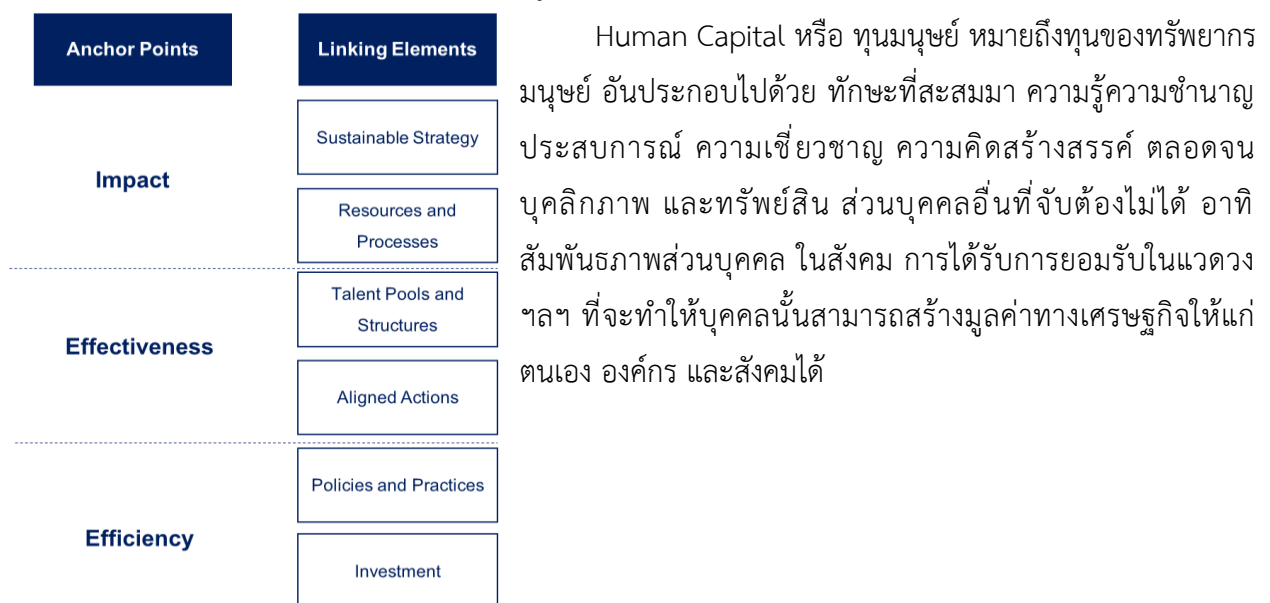 Anchor Points
Linking Elements
Impact
Sustainable Strategy
Resources and
Processes
Effectiveness
Talent Pools and
Structures
Aligned Actions
Efficiency
Policies and Practices
Investment
Human Capital หรือ ทุนมนุษย์ หมายถึงทุนของทรัพยากร
มนุษย์ อันประกอบไปด้วย ทักษะที่สะสมมา ความรู้ความชำนาญ
ประสบการณ์ ความเชี่ยวชาญ ความคิดสร้างสรรค์ ตลอดจน
บุคลิกภาพ และทรัพย์สิน ส่วนบุคคลอื่นที่จับต้องไม่ได้ อาทิ
สัมพันธภาพส่วนบุคคล ในสังคม การได้รับการยอมรับในแวดวง
ฯลฯ ที่จะทำให้บุคคลนั้นสามารถสร้างมูลค่าทางเศรษฐกิจให้แก่
ตนเอง องค์กร และสังคมได้